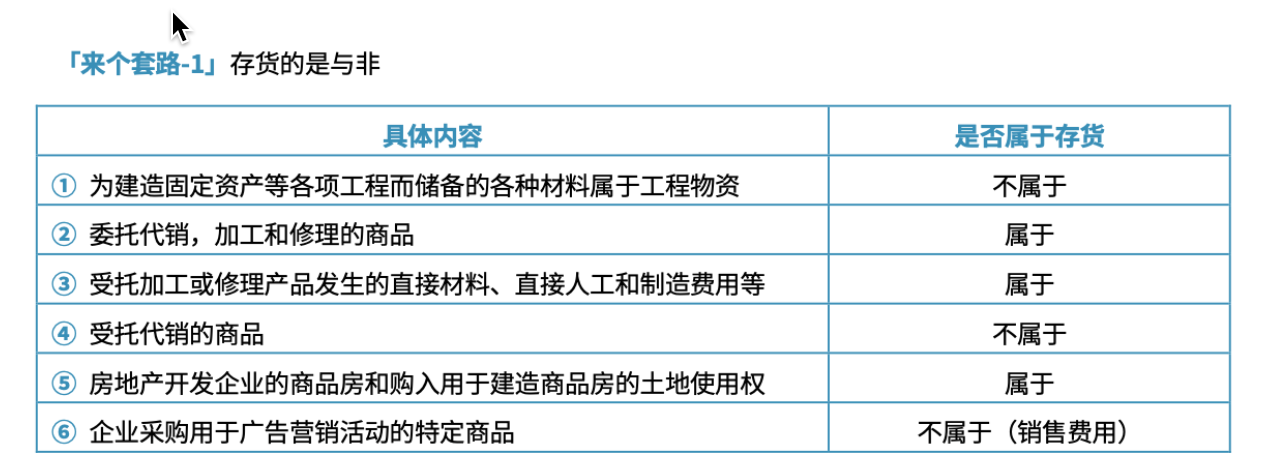 「来个套路-1」存货的是与非
具体内容 是否属于存货
① 为建造固定资产等各项工程而储备的各种材料属于工程物资 不属于
② 委托代销，加工和修理的商品 属于
③ 受托加工或修理产品发生的直接材料、直接人工和制造费用等 属于
④ 受托代销的商品 不属于
⑤ 房地产开发企业的商品房和购入用于建造商品房的土地使用权 属于
⑥ 企业采购用于广告营销活动的特定商品 不属于（销售费用）